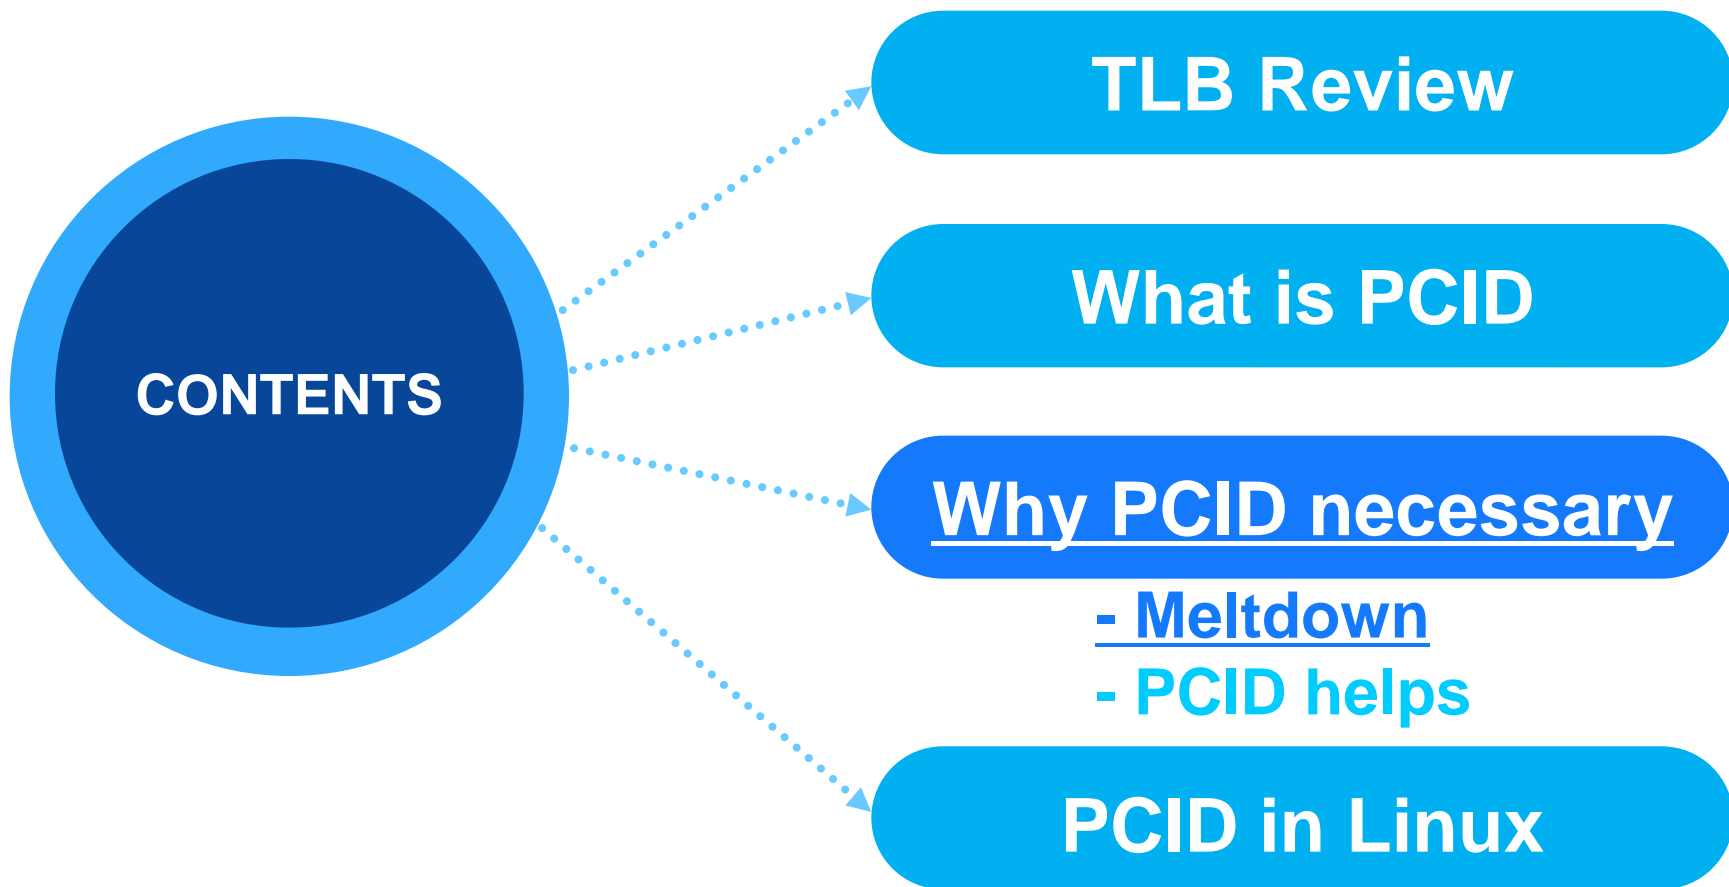 CONTENTS
TLB Review
What is PCID
Why PCID necessary
- Meltdown
- PCID helps
PCID in Linux